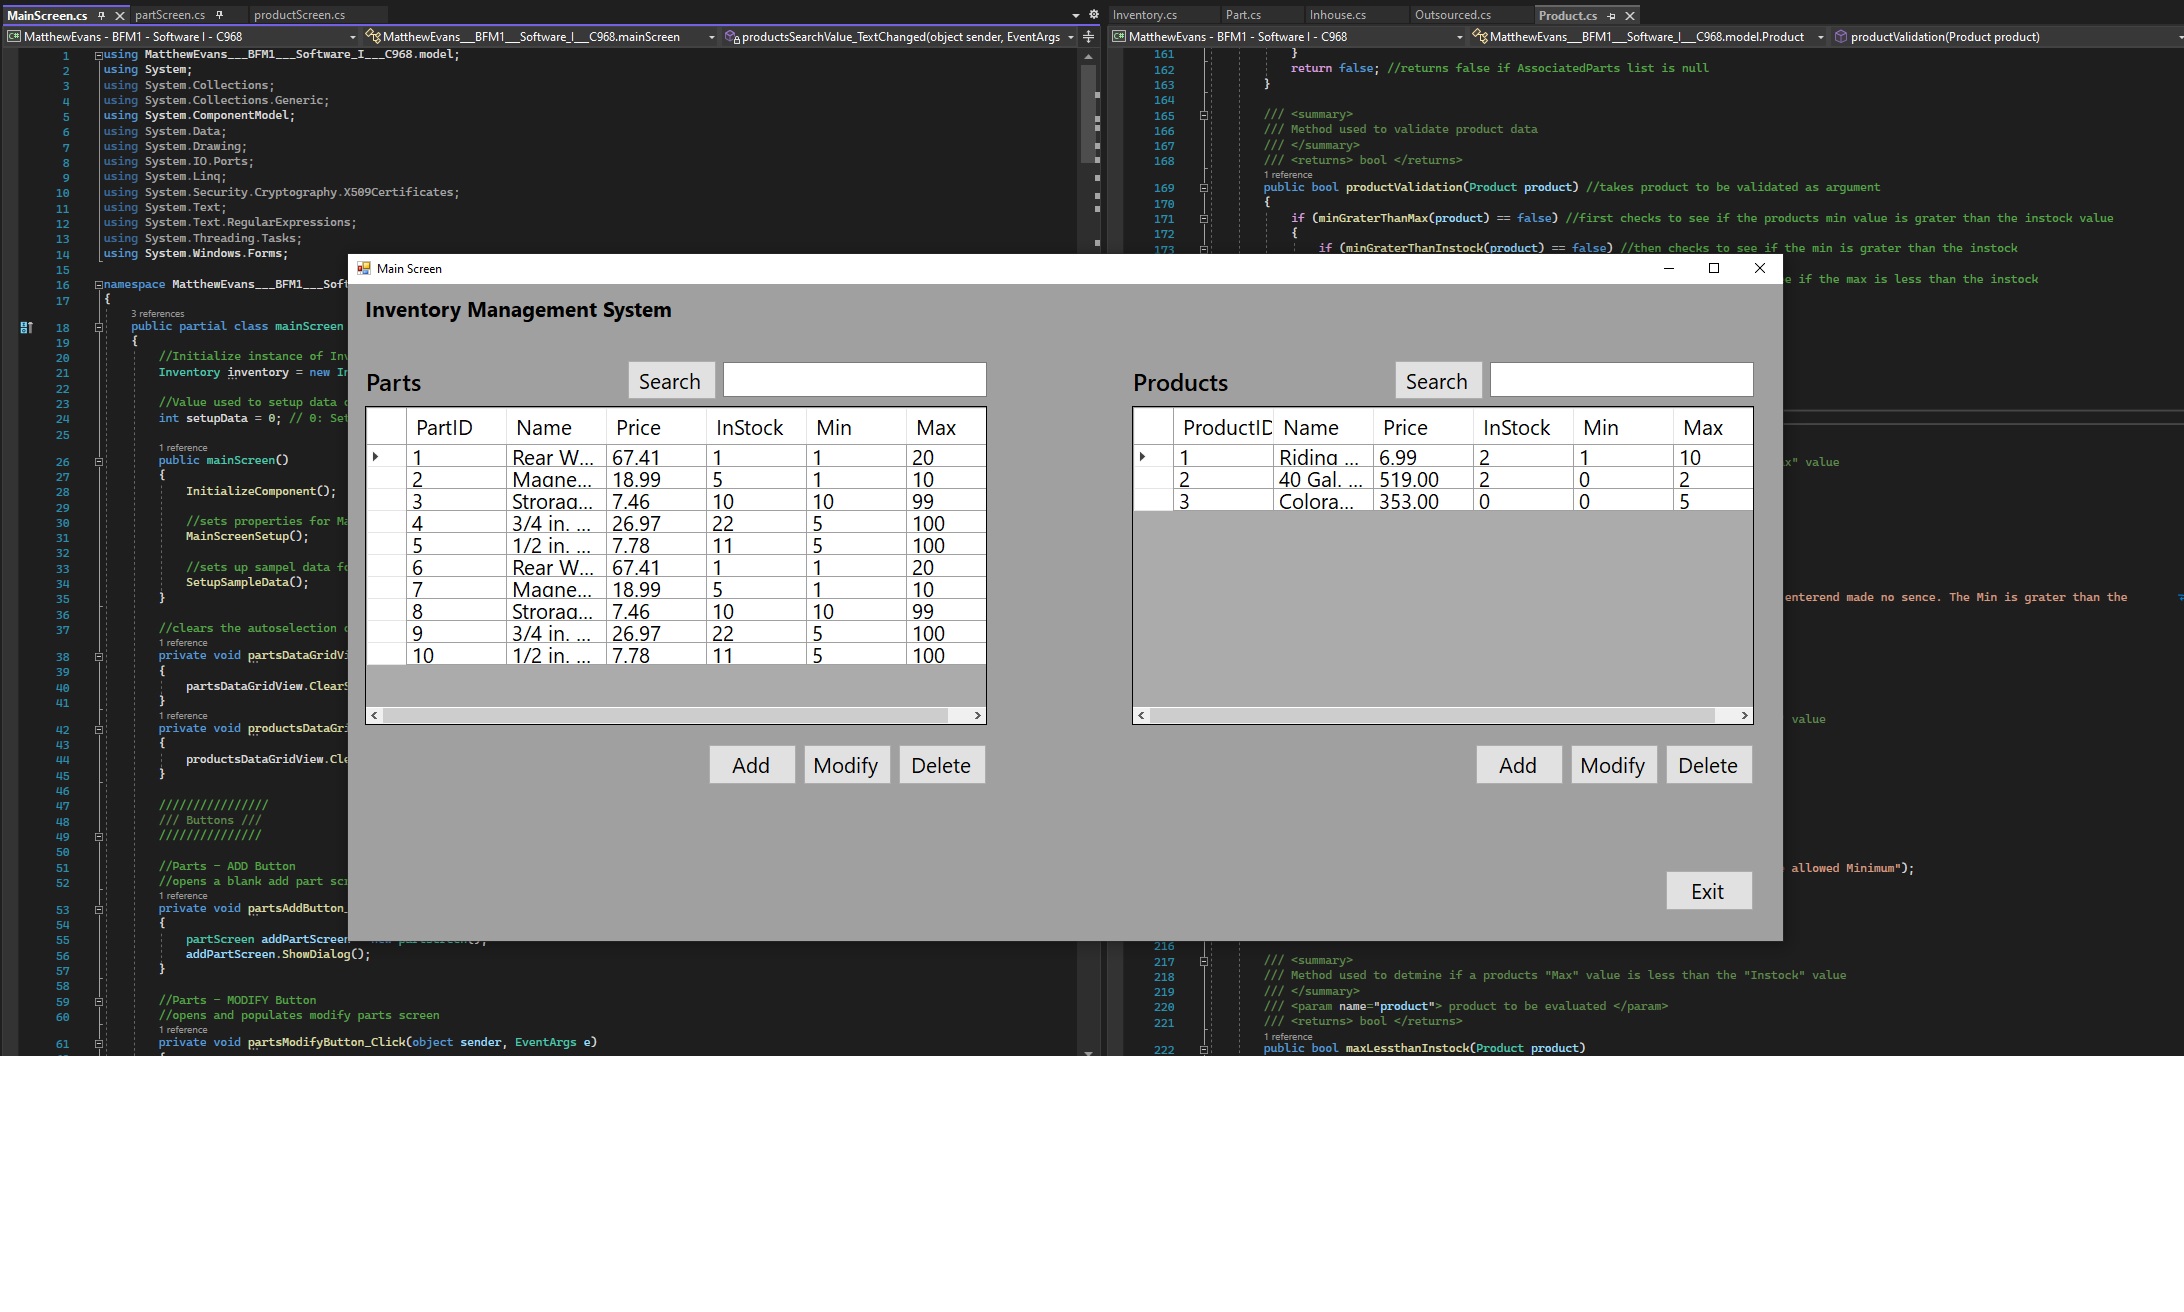 MainScreen.cs
partScreen.cs
productScreen.cs
MatthewEvans - BFM1 - Software I - C968
MatthewEvans___BFM1___Software_I___C968.mainScreen
productsSearchValue_TextChanged(object sender, EventArgs
1 using MatthewEvans___BFM1___Software_I___C968.model;
2 using System;
3 using System.Collections;
4 using System.Collections.Generic;
5 using System.ComponentModel;
6 using System.Data;
7 using System.Drawing;
8 using System.IO.Ports;
9 using System.Linq;
10 using System.Security.Cryptography.X509Certificates;
11 using System.Text;
12 using System.Text.RegularExpressions;
13 using System.Threading.Tasks;
14 using System.Windows.Forms;
15
16 namespace MatthewEvans___BFM1___Sof
17 {
3 references
18 public partial class mainScreen
19 {
20 //Initialize instance of In
21 Inventory inventory = new In
22
23 //Value used to setup data
24 int setupData = 0; // 0: Set
25
1 reference
26 public mainScreen()
27 {
28 InitializeComponent();
29
30 //sets properties for Ma
31 MainScreenSetup();
32
33 //sets up sampel data fo
34 SetupSampleData();
35 }
36
37 //clears the autoselection
1 reference
38 private void partsDataGridVi
39 {
40 partsDataGridView.ClearS
41 }
1 reference
42 private void productsDataGri
43 {
44 productsDataGridView.Cle
45 }
46
47 ////////////////
48 /// Buttons ///
49 ///////////////
50
51 //Parts - ADD Button
52 //opens a blank add part scr
1 reference
53 private void partsAddButton_
54 {
55 partScreen addPartScreen
56 addPartScreen.ShowDialog();
57 }
58
59 //Parts - MODIFY Button
60 //opens and populates modify parts screen
1 reference
61 private void partsModifyButton_Click(object sender, EventArgs e)
Inventory.cs
Part.cs
Inhouse.cs
Outsourced.cs
Product.cs
MatthewEvans - BFM1 - Software I - C968
MatthewEvans___BFM1___Software_I___C968.model.Product
productValidation(Product product)
161 }
162 return false; //returns false if AssociatedParts list is null
163 }
164
165 /// <summary>
166 /// Method used to validate product data
167 /// </summary>
168 /// <returns> bool </returns>
1 reference
169 public bool productValidation(Product product) //takes product to be validated as argument
170 {
171 if (minGraterThanMax(product) == false) //first checks to see if the products min value is grater than the instock value
172 {
173 if (minGraterThanInstock(product) == false) //then checks to see if the min is grater than the instock
e if the max is less than the instock
x" value
enterend made no sence. The Min is grater than the
value
allowed Minimum");
216
217 /// <summary>
218 /// Method used to detmine if a products "Max" value is less than the "Instock" value
219 /// </summary>
220 /// <param name="product"> product to be evaluated </param>
221 /// <returns> bool </returns>
1 reference
222 public bool maxLessthanInstock(Product product)
Main Screen
Inventory Management System
Parts
Search
PartID Name Price InStock Min Max
1 Rear W... 67.41 1 1 20
2 Magne... 18.99 5 1 10
3 Strorag... 7.46 10 10 99
4 3/4 in. ... 26.97 22 5 100
5 1/2 in. ... 7.78 11 5 100
6 Rear W... 67.41 1 1 20
7 Magne... 18.99 5 1 10
8 Strorag... 7.46 10 10 99
9 3/4 in. ... 26.97 22 5 100
10 1/2 in. ... 7.78 11 5 100
Add
Modify
Delete
Products
Search
ProductID Name Price InStock Min Max
1 Riding ... 6.99 2 1 10
2 40 Gal. ... 519.00 2 0 2
3 Colora... 353.00 0 0 5
Add
Modify
Delete
Exit